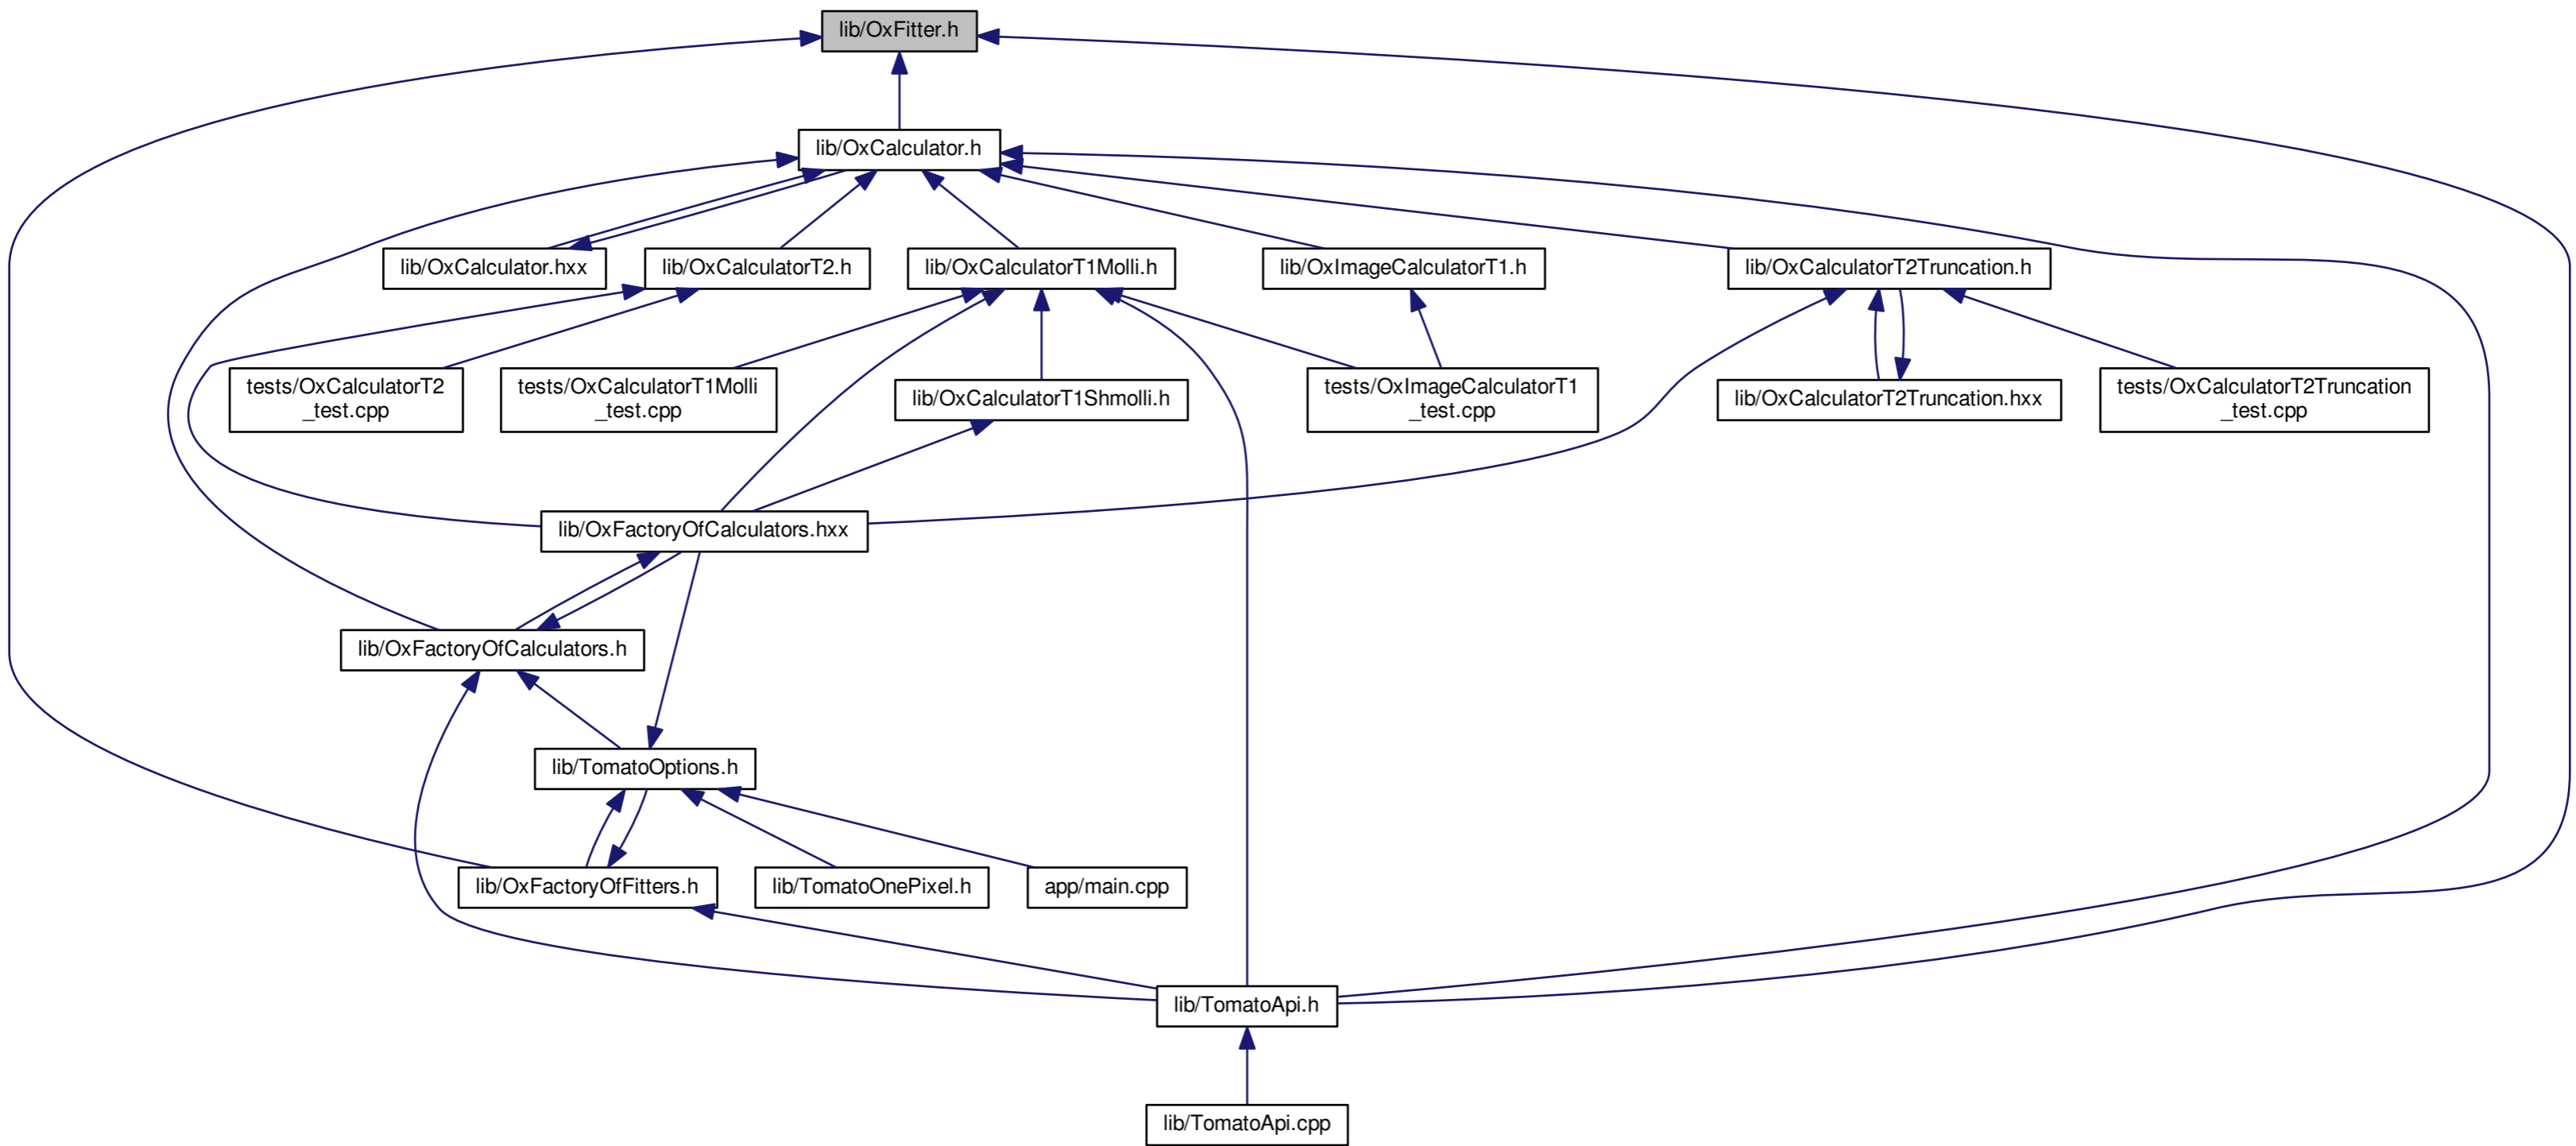 lib/OxFitter.h
lib/OxCalculator.h
lib/OxCalculator.hxx
lib/OxCalculatorT2.h
lib/OxCalculatorT1Molli.h
lib/OxImageCalculatorT1.h
lib/OxCalculatorT2Truncation.h
tests/OxCalculatorT2
_test.cpp
tests/OxCalculatorT1Molli
_test.cpp
lib/OxCalculatorT1Shmolli.h
tests/OxImageCalculatorT1
_test.cpp
lib/OxCalculatorT2Truncation.hxx
tests/OxCalculatorT2Truncation
_test.cpp
lib/OxFactoryOfCalculators.hxx
lib/OxFactoryOfCalculators.h
lib/TomatoOptions.h
lib/OxFactoryOfFitters.h
lib/TomatoOnePixel.h
app/main.cpp
lib/TomatoApi.h
lib/TomatoApi.cpp